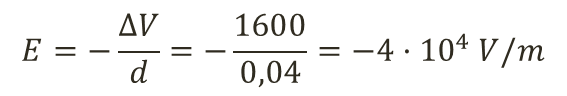 E = −ΔV/d = −1600/0,04 = −4 · 10⁴ V/m